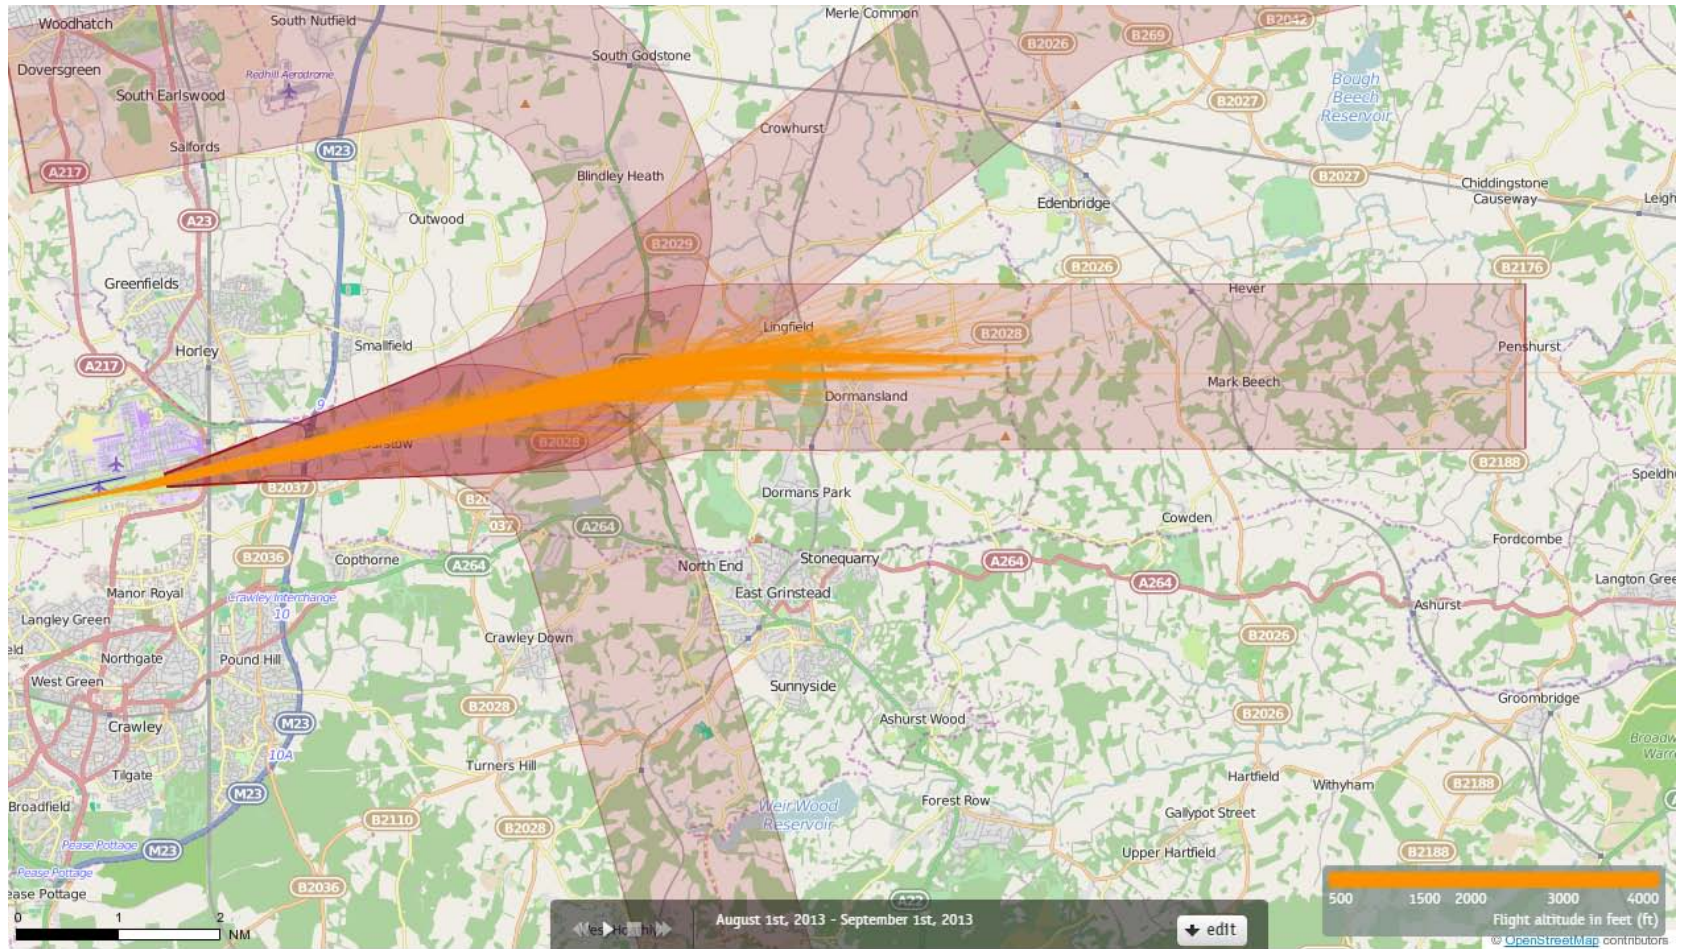 Woodhatch
South Nutfield
Merle Common
B2042
B269
B2026
South Godstone
Doversgreen
Redhill Aerodrome
Bough
Beech
Reservoir
South Earlswood
B2027
Crowhurst
Salfords
M23
A217
Blindley Heath
B2027
Chiddingstone
Causeway
Leigh
Edenbridge
Outwood
A23
B2029
B2026
B2176
Greenfields
Hever
Lingfield
B2028
Smallfield
Horley
Penshurst
A217
Mark Beech
Dormansland
9
B2028
B2188
Speldh
B2037
Dormans Park
B20
037
A264
Cowden
Fordcombe
B2036
Copthorne
A264
North End
Stonequarry
A264
A264
Langton Gree
Manor Royal
Crawley Interchange
10
East Grinstead
Ashurst
Langley Green
eld
Northgate
Pound Hill
Crawley Down
B2026
West Green
Sunnyside
Groombridge
B2028
Crawley
M23
Ashurst Wood
B2026
10A
Broadw
Warre
Tilgate
Turners Hill
Hartfield
Withyham
B2188
M23
Broadfield
Weir Wood
Reservoir
Forest Row
Gallypot Street
B2110
B2028
Pease Pottage
M23
Upper Hartfield
B2188
Pease Pottage
B2036
ease Pottage
A22
0 1 2
NM
August 1st, 2013 - September 1st, 2013
edit
500 1500 2000 3000 4000
Flight altitude in feet (ft)
© OpenStreetMap contributors